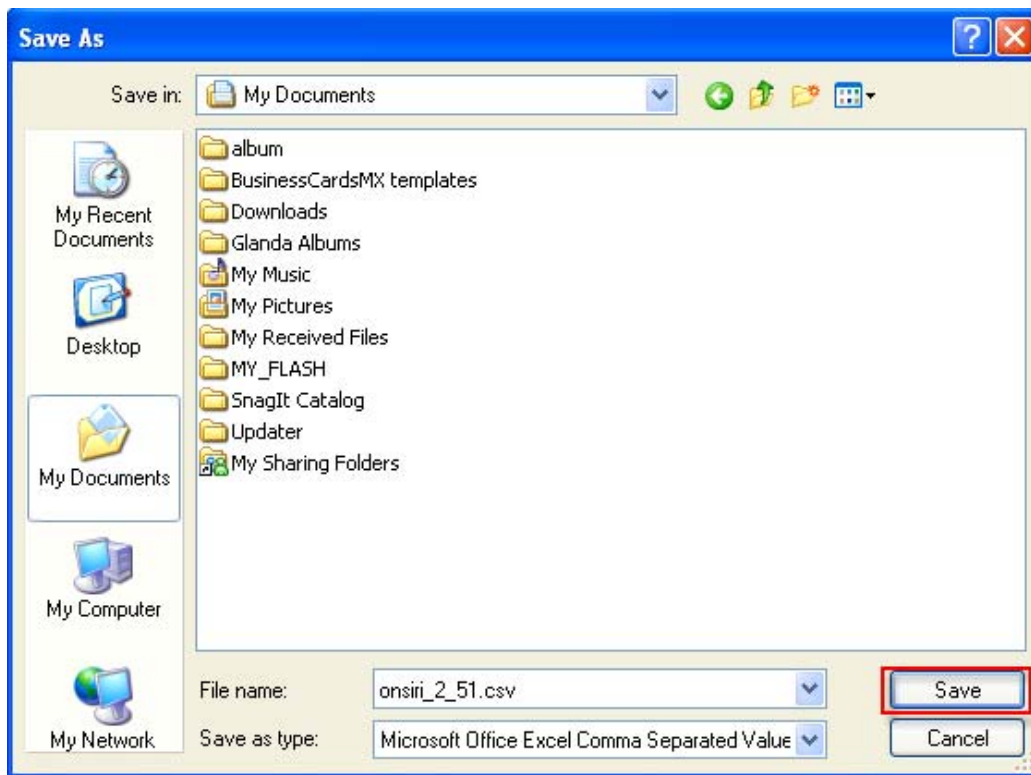 Save As
Save in:
My Documents
My Recent
Documents
Desktop
My Documents
My Computer
My Network
album
BusinessCardsMX templates
Downloads
Glanda Albums
My Music
My Pictures
My Received Files
MY_FLASH
SnagIt Catalog
Updater
My Sharing Folders
File name:
onsiri_2_51.csv
Save
Save as type:
Microsoft Office Excel Comma Separated Value
Cancel